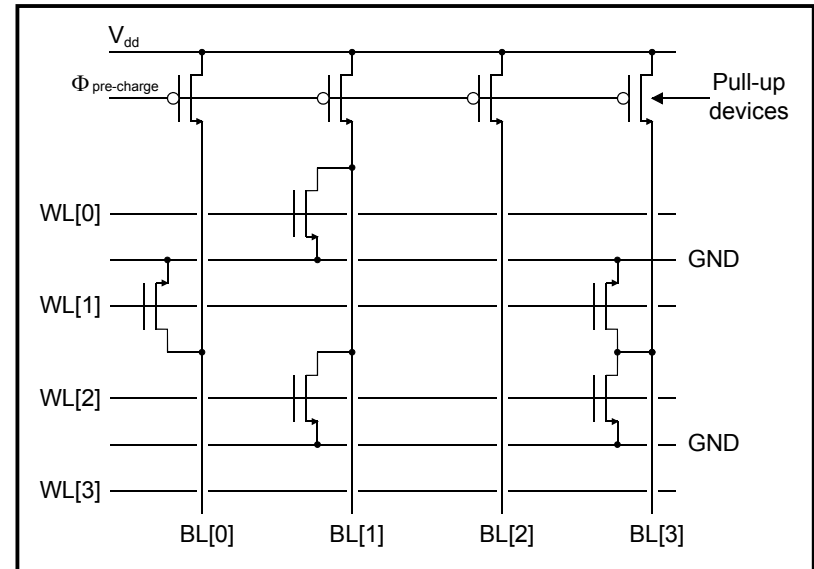 Vdd
Φ pre-charge
Pull-up
devices
WL[0]
GND
WL[1]
WL[2]
GND
WL[3]
BL[0] BL[1] BL[2] BL[3]